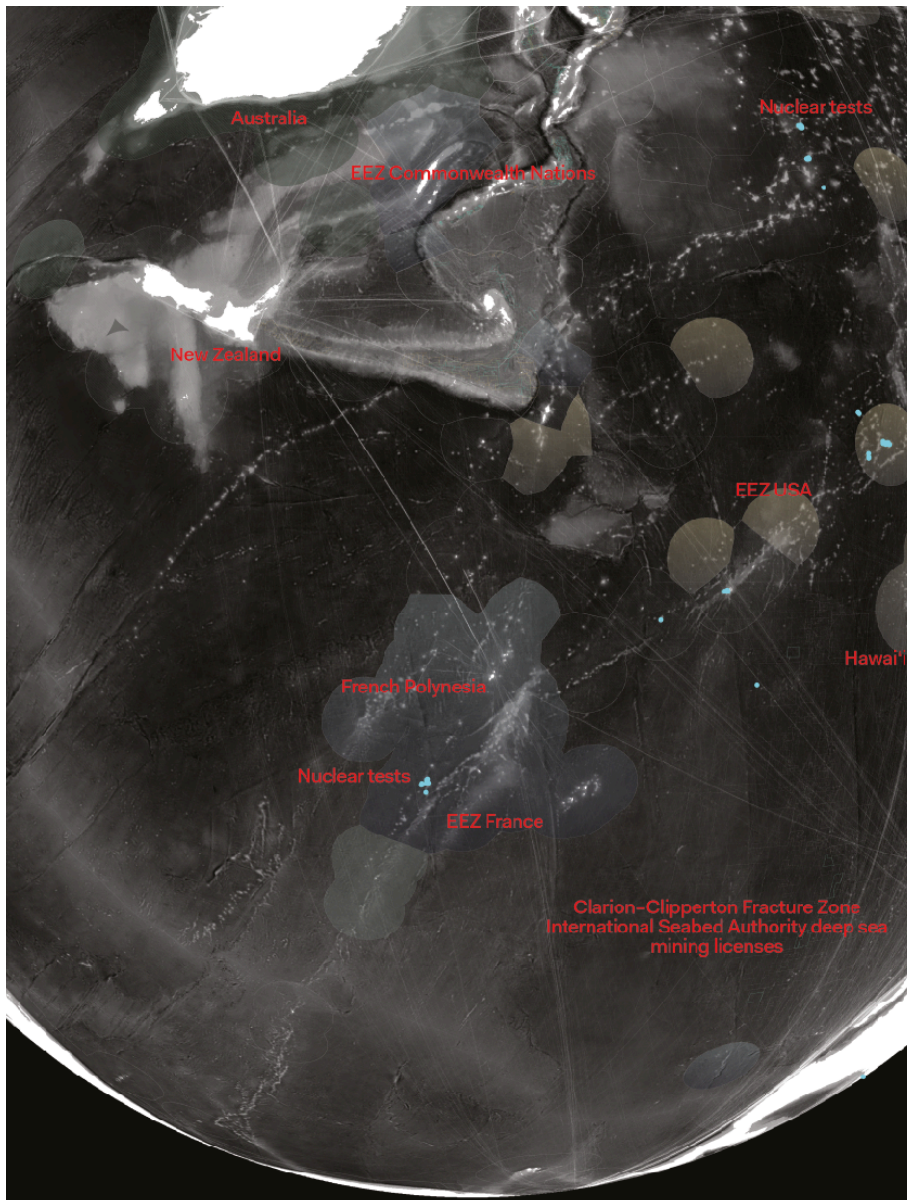 Nuclear tests
Australia
EEZ Commonwealth Nations
New Zealand
EEZ USA
Hawai'i
French Polynesia
Nuclear tests
EEZ France
Clarion–Clipperton Fracture Zone
International Seabed Authority deep sea
mining licenses